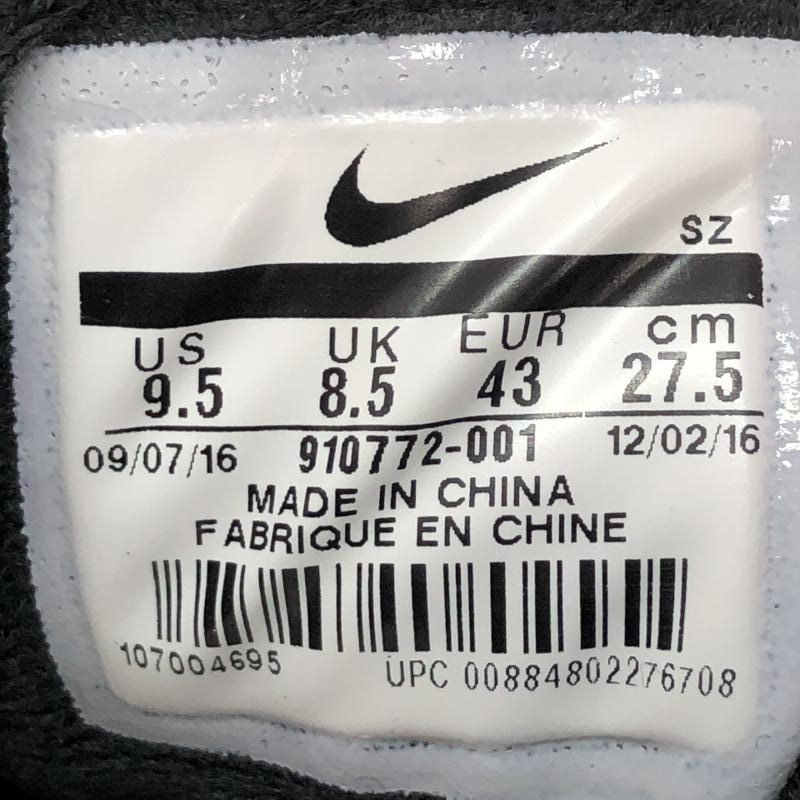 SZ
US UK EUR cm
9.5 8.5 43 27.5
09/07/16 910772-001 12/02/16
MADE IN CHINA
FABRIQUE EN CHINE
107004695 UPC 00884802276708